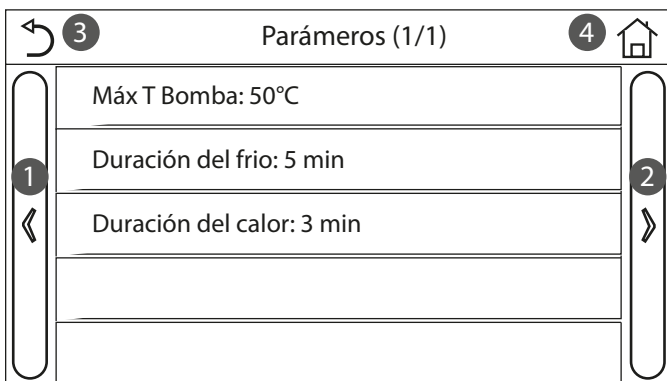 3 Parámeros (1/1) 4
Máx T Bomba: 50°C
Duración del frio: 5 min
1 2
Duración del calor: 3 min